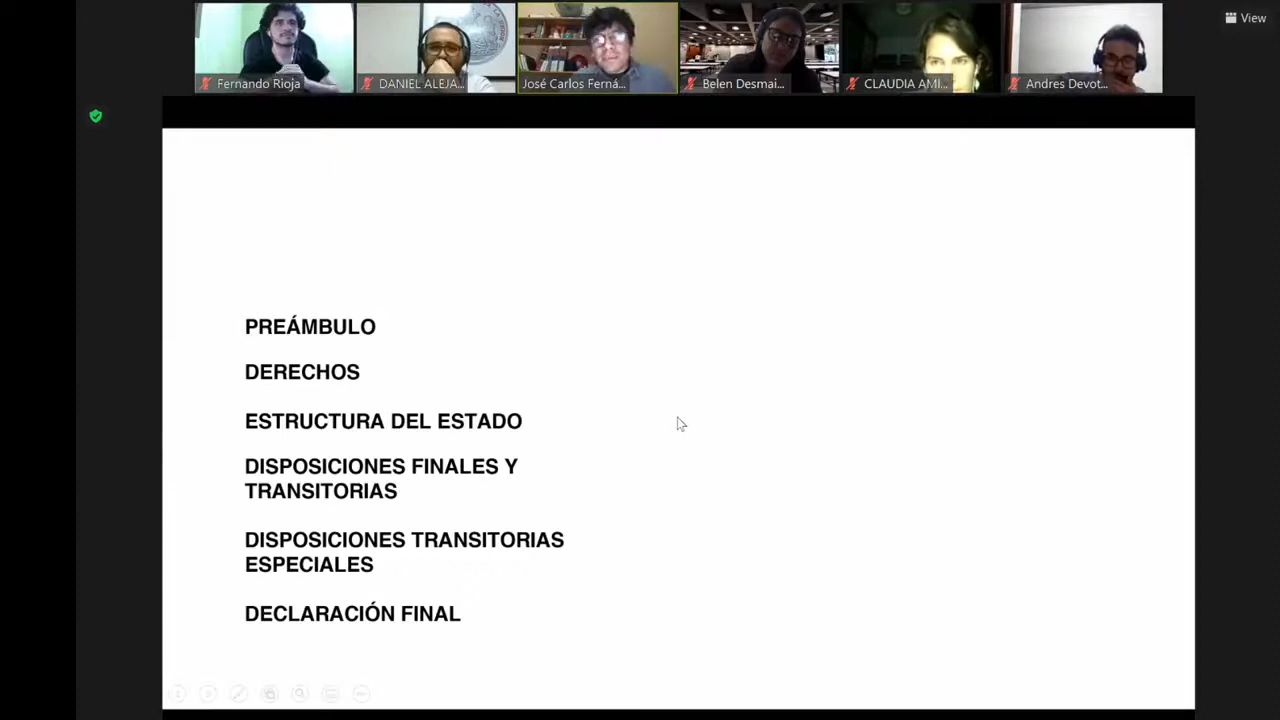 View
Fernando Rioja
DANIEL ALEJA...
José Carlos Ferná...
Belen Desmai...
CLAUDIA AMI...
Andres Devot...
PREÁMBULO
DERECHOS
ESTRUCTURA DEL ESTADO
DISPOSICIONES FINALES Y
TRANSITORIAS
DISPOSICIONES TRANSITORIAS
ESPECIALES
DECLARACIÓN FINAL